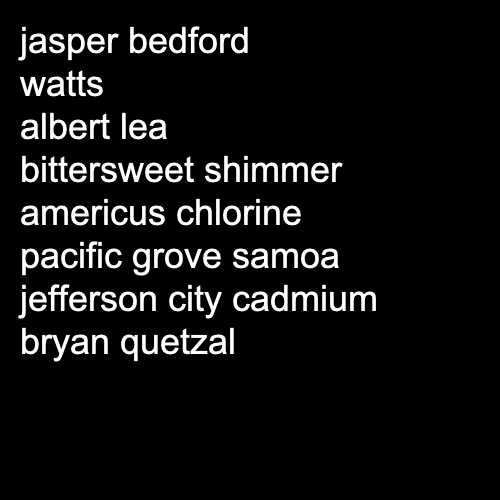 jasper bedford
watts
albert lea
bittersweet shimmer
americus chlorine
pacific grove samoa
jefferson city cadmium
bryan quetzal